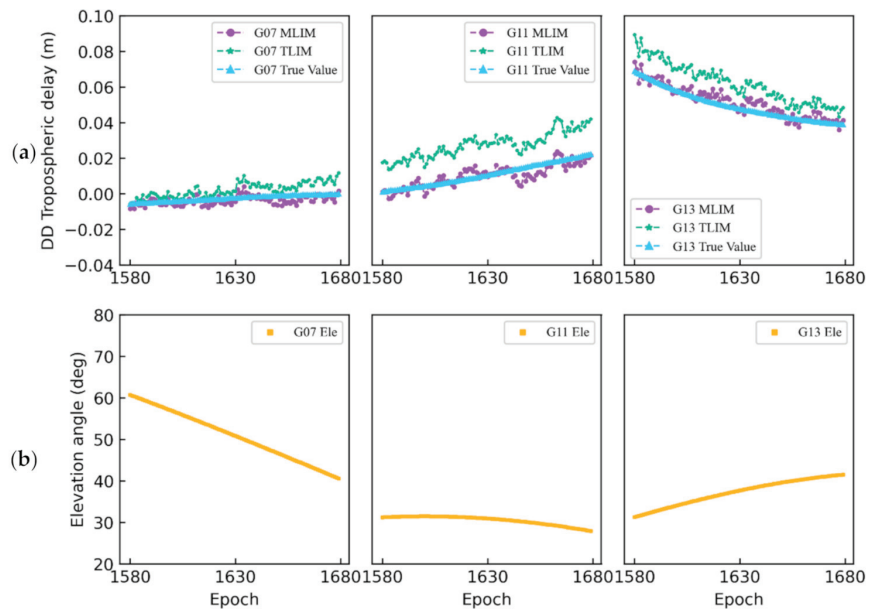 (a)
DD Tropospheric delay (m)
0.10
0.08
0.06
0.04
0.02
0.00
−0.02
−0.04
G07 MLIM
G07 TLIM
G07 True Value
1580
1630
1680
G11 MLIM
G11 TLIM
G11 True Value
1580
1630
1680
G13 MLIM
G13 TLIM
G13 True Value
1580
1630
1680
(b)
Elevation angle (deg)
80
70
60
50
40
30
20
G07 Ele
1580
1630
1680
Epoch
G11 Ele
1580
1630
1680
Epoch
G13 Ele
1580
1630
1680
Epoch